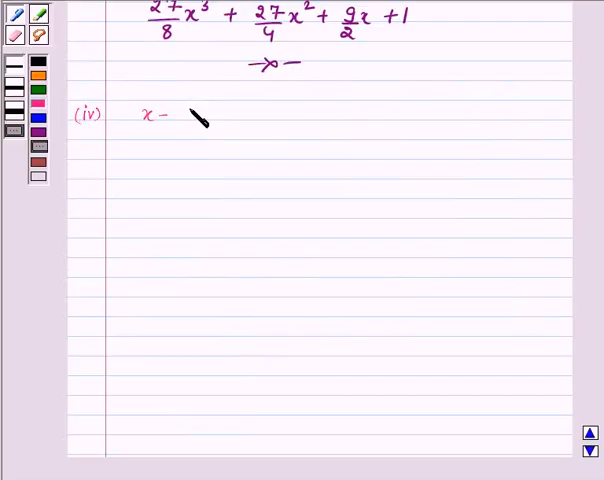 27/8 x³ + 27/4 x² + 9/2 x + 1
(iv) x –